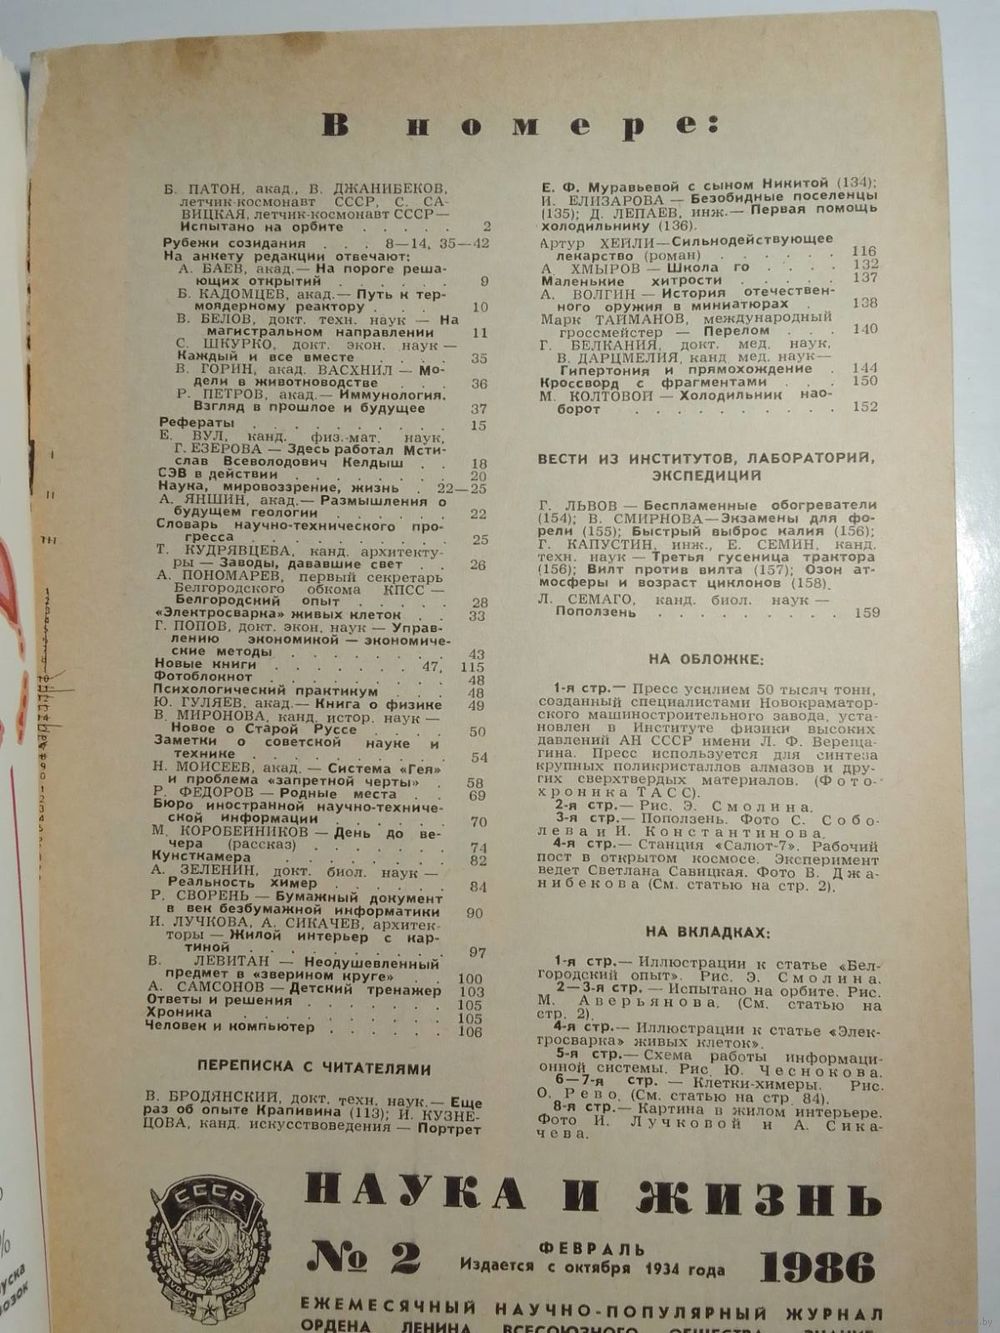 В номере:
Б. ПАТОН, акад., В. ДЖАНИБЕКОВ,
летчик-космонавт СССР, С. СА-
ВИЦКАЯ, летчик-космонавт СССР—
Испытано на орбите . . . . . 2
Рубежи созидания . . . 8—14, 35—42
На анкету редакции отвечают:
А. БАЕВ, акад.— На пороге реша-
ющих открытий . . . . . 9
Б. КАДОМЦЕВ, акад.— Путь к тер-
моядерному реактору . . . 10
В. БЕЛОВ, докт. техн. наук — На
магистральном направлении 11
С. ШКУРКО, докт. экон. наук —
Каждый и все вместе . . . . 35
В. ГОРИН, акад. ВАСХНИЛ — Мо-
дели в животноводстве . . . 36
Р. ПЕТРОВ, акад.— Иммунология.
Взгляд в прошлое и будущее 37
Рефераты . . . . . . . . . 15
Е. ВУЛ, канд. физ.-мат. наук,
Г. ЕЗЕРОВА — Здесь работал Мсти-
слав Всеволодович Келдыш . . 18
СЭВ в действии . . . . . . . 20
Наука, мировоззрение, жизнь . 22—25
А. ЯНШИН, акад.— Размышления о
будущем геологии . . . . . 22
Словарь научно-технического про-
гресса . . . . . . . . . 25
Т. КУДРЯВЦЕВА, канд. архитекту-
ры — Заводы, дававшие свет . . 26
А. ПОНОМАРЕВ, первый секретарь
Белгородского обкома КПСС —
Белгородский опыт . . . . . 28
«Электросварка» живых клеток . . 33
Г. ПОПОВ, докт. экон. наук — Управ-
лению экономикой — экономиче-
ские методы . . . . . . . 43
Новые книги . . . . . . . 47, 115
Фотоблокнот . . . . . . . . 48
Психологический практикум . . . 48
Ю. ГУЛЯЕВ, акад.— Книга о физике 49
В. МИРОНОВА, канд. истор. наук —
Новое о Старой Руссе . . . . 50
Заметки о советской науке и
технике . . . . . . . . . 54
Н. МОИСЕЕВ, акад. — Система «Гея»
и проблема «запретной черты» . 58
Р. ФЕДОРОВ — Родные места . . 69
Бюро иностранной научно-техниче-
ской информации . . . . . . 70
М. КОРОБЕЙНИКОВ — День до ве-
чера (рассказ) . . . . . . . 74
Кунсткамера . . . . . . . . 82
А. ЗЕЛЕНИН, докт. биол. наук —
Реальность химер . . . . . . 84
Р. СВОРЕНЬ — Бумажный документ
в век безбумажной информатики 90
И. ЛУЧКОВА, А. СИКАЧЕВ, архитек-
торы — Жилой интерьер с кар-
тиной . . . . . . . . . . 97
В. ЛЕВИТАН — Неодушевленный
предмет в «зверином круге» . . 100
А. САМСОНОВ — Детский тренажер 103
Ответы и решения . . . . . . 105
Хроника . . . . . . . . . 105
Человек и компьютер . . . . . 106
ПЕРЕПИСКА С ЧИТАТЕЛЯМИ
В. БРОДЯНСКИЙ, докт. техн. наук.— Еще
раз об опыте Крапивина (113); И. КУЗНЕ-
ЦОВА, канд. искусствоведения — Портрет
Е. Ф. Муравьевой с сыном Никитой (134);
И. ЕЛИЗАРОВА — Безобидные поселенцы
(135); Д. ЛЕПАЕВ, инж.— Первая помощь
холодильнику (136).
Артур ХЕЙЛИ—Сильнодействующее
лекарство (роман) . . . . . . 116
А. ХМЫРОВ — Школа го . . . . 132
Маленькие хитрости . . . . . 137
А. ВОЛГИН — История отечествен-
ного оружия в миниатюрах . 138
Марк ТАЙМАНОВ, международный
гроссмейстер — Перелом . . . 140
Г. БЕЛКАНИЯ, докт. мед. наук,
В. ДАРЦМЕЛИЯ, канд. мед. наук—
Гипертония и прямохождение . 144
Кроссворд с фрагментами . . . 150
М. КОЛТОВОЙ — Холодильник нао-
борот . . . . . . . . . 152
ВЕСТИ ИЗ ИНСТИТУТОВ, ЛАБОРАТОРИЙ,
ЭКСПЕДИЦИЙ
Г. ЛЬВОВ — Беспламенные обогреватели
(154); В. СМИРНОВА—Экзамены для фо-
рели (155); Быстрый выброс калия (156);
Г. КАПУСТИН, инж., Е. СЕМИН, канд.
техн. наук — Третья гусеница трактора
(156); Вилт против вилта (157); Озон ат-
мосферы и возраст циклонов (158).
Л. СЕМАГО, канд. биол. наук —
Поползень . . . . . . . . . 159
НА ОБЛОЖКЕ:
1-я стр.— Пресс усилием 50 тысяч тонн,
созданный специалистами Новокраматор-
ского машиностроительного завода, уста-
новлен в Институте физики высоких
давлений АН СССР имени Л. Ф. Вереща-
гина. Пресс используется для синтеза
крупных поликристаллов алмазов и дру-
гих сверхтвердых материалов. (Фото-
хроника ТАСС).
2-я стр.— Рис. Э. Смолина.
3-я стр.— Поползень. Фото С. Собо-
лева и И. Константинова.
4-я стр.— Станция «Салют-7». Рабочий
пост в открытом космосе. Эксперимент
ведет Светлана Савицкая. Фото В. Джа-
нибекова (См. статью на стр. 2).
НА ВКЛАДКАХ:
1-я стр.— Иллюстрации к статье «Бел-
городский опыт». Рис. Э. Смолина.
2—3-я стр. — Испытано на орбите. Рис.
М. Аверьянова. (См. статью на
стр. 2).
4-я стр.— Иллюстрации к статье «Элек-
тросварка» живых клеток».
5-я стр.— Схема работы информаци-
онной системы. Рис. Ю. Чеснокова.
6—7-я стр. — Клетки-химеры. Рис.
О. Рево. (См. статью на стр. 84).
8-я стр.— Картина в жилом интерьере.
Фото И. Лучковой и А. Сика-
чева.
СССР
НАУКА И ЖИЗНЬ
№ 2
ФЕВРАЛЬ
Издается с октября 1934 года
1986
ЕЖЕМЕСЯЧНЫЙ НАУЧНО-ПОПУЛЯРНЫЙ ЖУРНАЛ
ОРДЕНА ЛЕНИНА ВСЕСОЮЗНОГО ОБЩЕСТВА